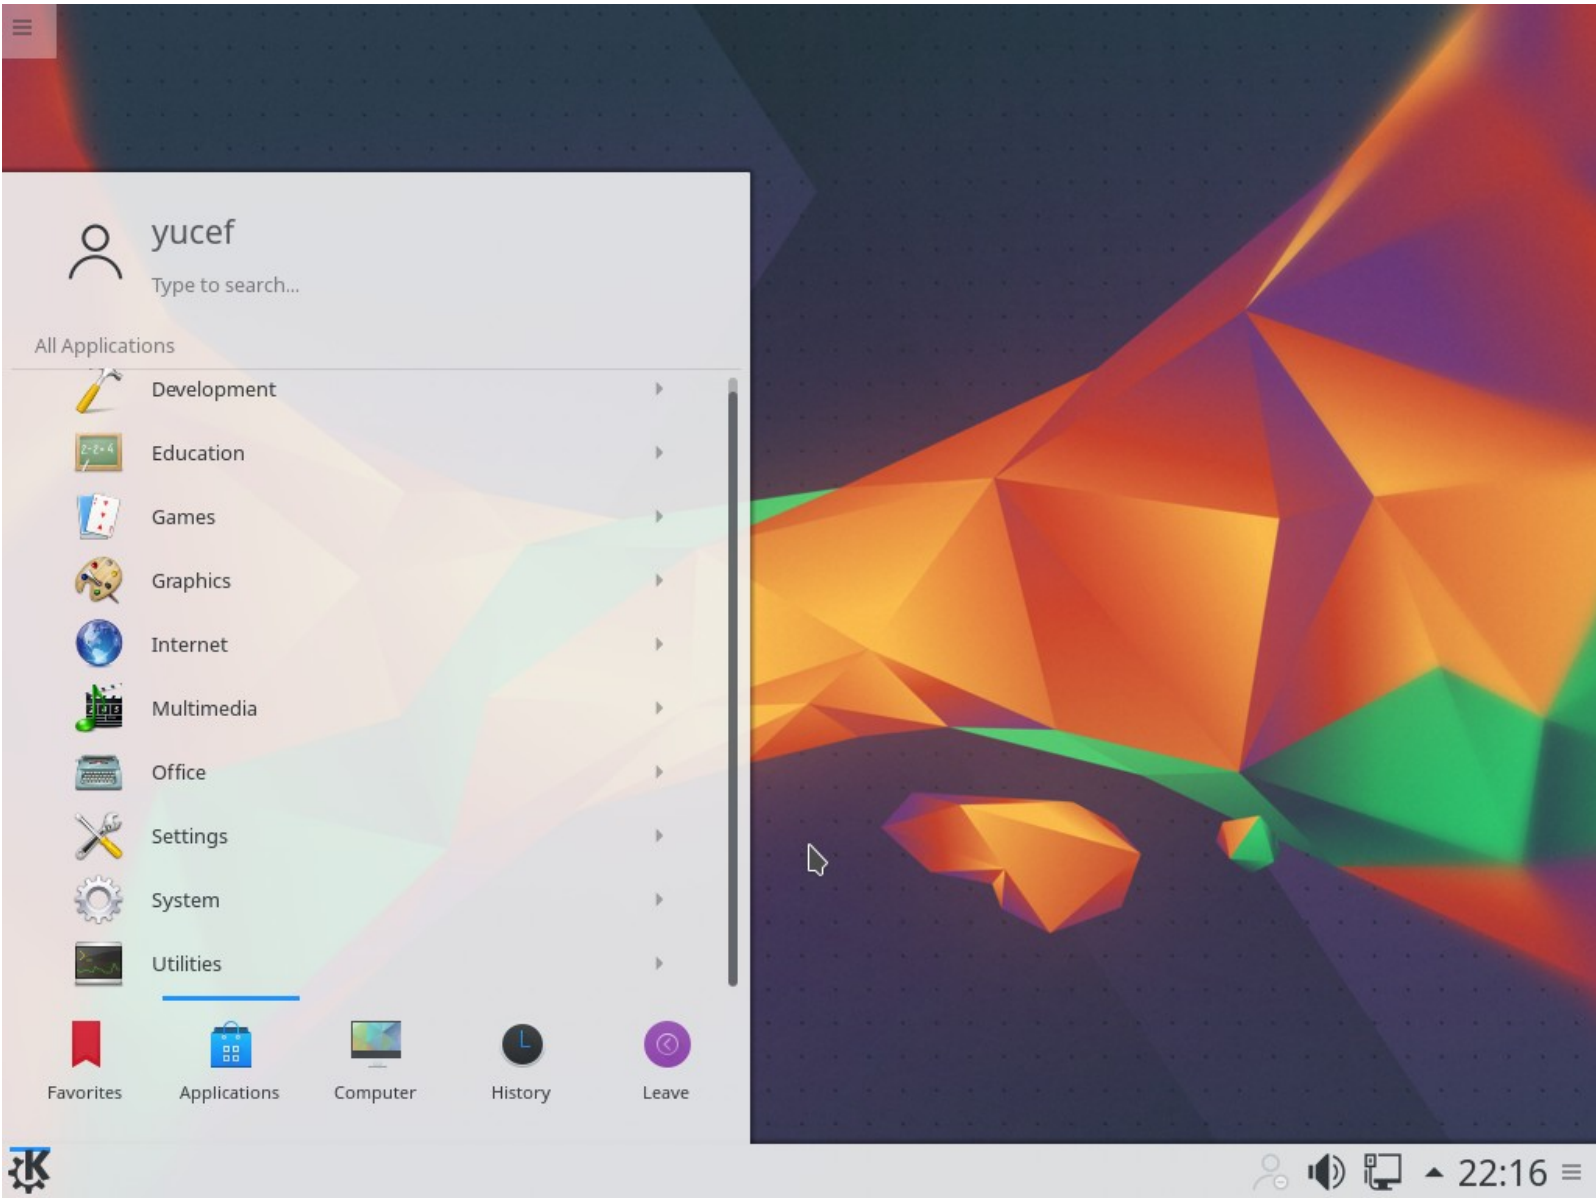 yucef
Type to search...
All Applications
Development
Education
Games
Graphics
Internet
Multimedia
Office
Settings
System
Utilities
Favorites Applications Computer History Leave
22:16